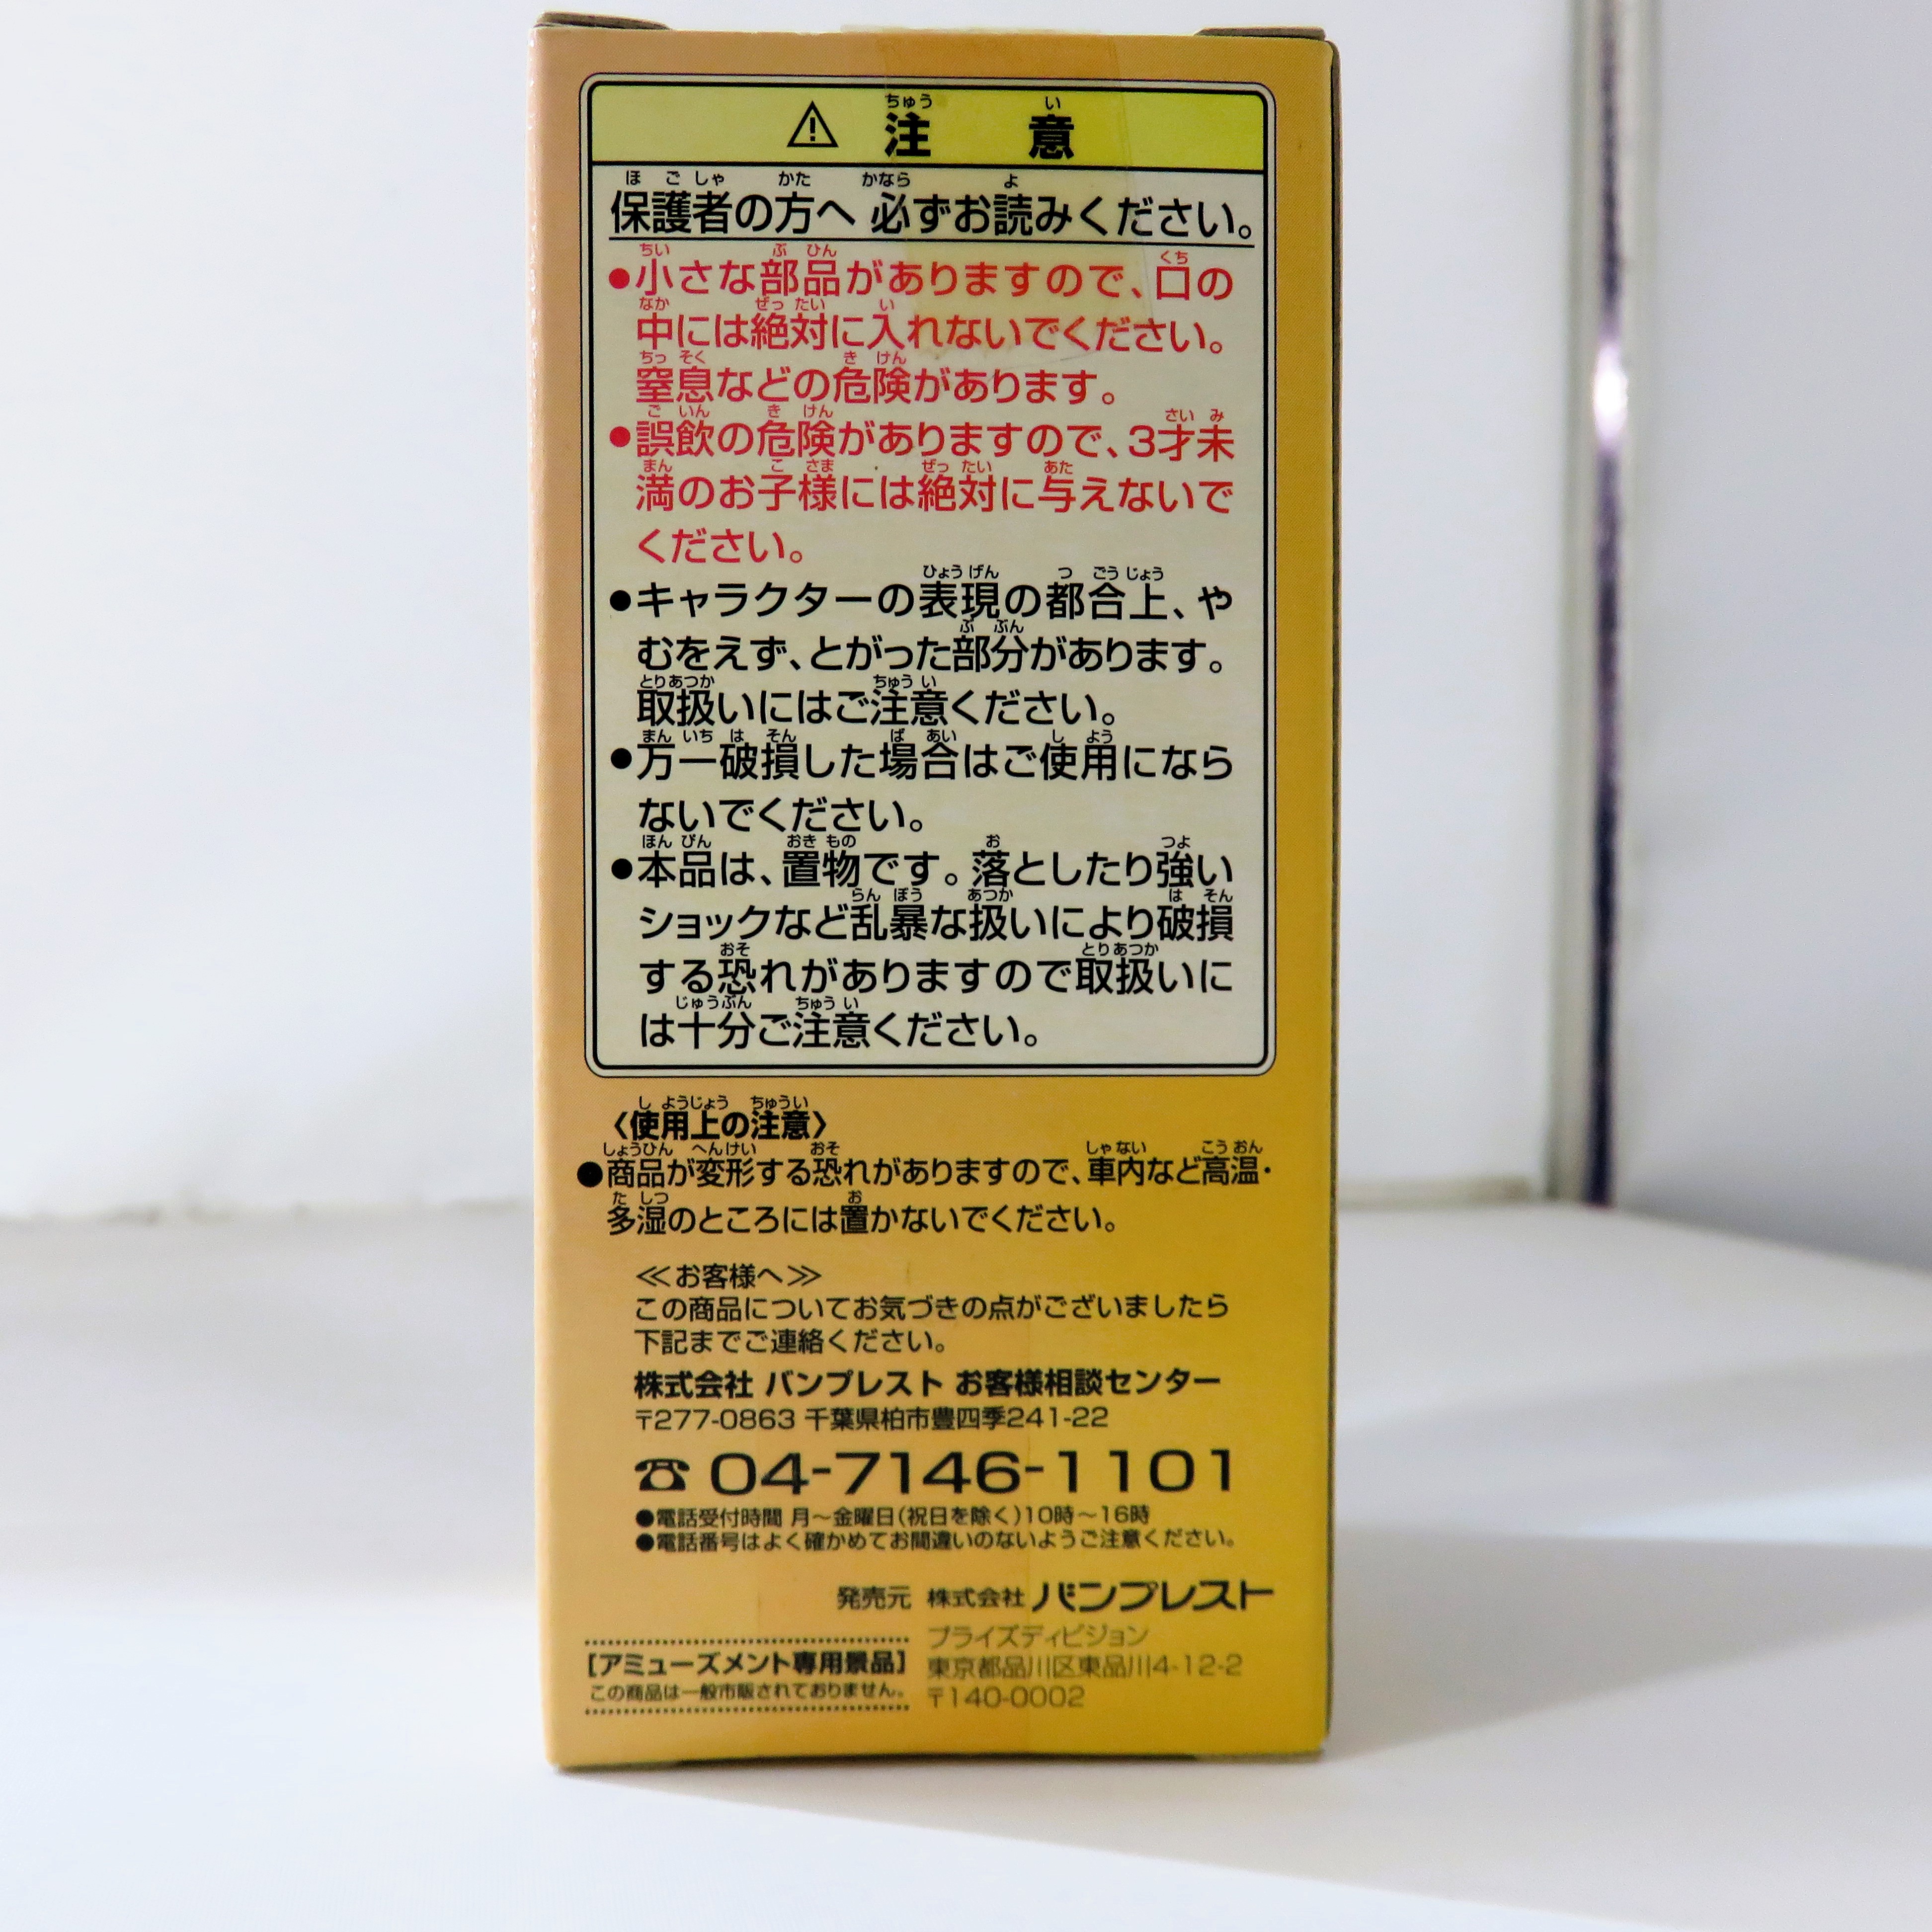 ⚠ 注意
保護者の方へ 必ずお読みください。
●小さな部品がありますので、口の
中には絶対に入れないでください。
窒息などの危険があります。
●誤飲の危険がありますので、3才未
満のお子様には絶対に与えないで
ください。
●キャラクターの表現の都合上、や
むをえず、とがった部分があります。
取扱いにはご注意ください。
●万一破損した場合はご使用になら
ないでください。
●本品は、置物です。落としたり強い
ショックなど乱暴な扱いにより破損
する恐れがありますので取扱いに
は十分ご注意ください。
〈使用上の注意〉
●商品が変形する恐れがありますので、車内など高温・
多湿のところには置かないでください。
≪お客様へ≫
この商品についてお気づきの点がございましたら
下記までご連絡ください。
株式会社 バンプレスト お客様相談センター
〒277-0863 千葉県柏市豊四季241-22
☎04-7146-1101
●電話受付時間 月〜金曜日(祝日を除く)10時〜16時
●電話番号はよく確かめてお間違いのないようご注意ください。
発売元 株式会社 バンプレスト
プライズディビジョン
東京都品川区東品川4-12-2
〒140-0002
[アミューズメント専用景品]
この商品は一般市販されておりません。